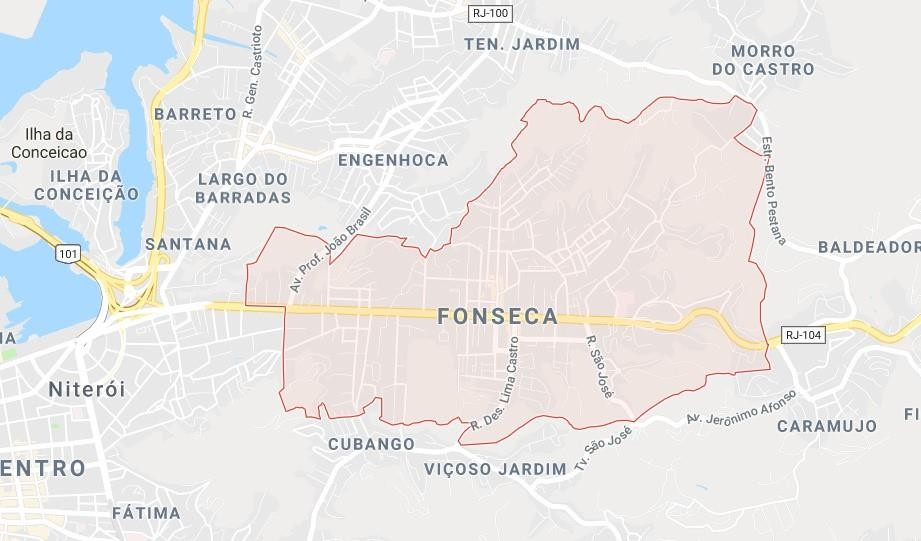 RJ-100
TEN. JARDIM
MORRO
DO CASTRO
R. Gen. Castrioto
BARRETO
Ilha da
Conceicao
ENGENHOCA
Estr. Bento Pestana
ILHA DA
CONCEIÇÃO
LARGO DO
BARRADAS
Av. Prof. João Brasil
SANTANA
101
BALDEADOR
FONSECA
RJ-104
R. Des. Lima Castro
R. São José
Niterói
Av. Jerônimo Afonso
CARAMUJO
FI
CUBANGO
Tv. São José
VIÇOSO JARDIM
ENTRO
FÁTIMA